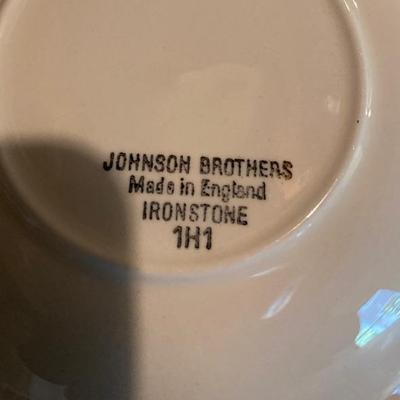 JOHNSON BROTHERS
Made in England
IRONSTONE
1H1